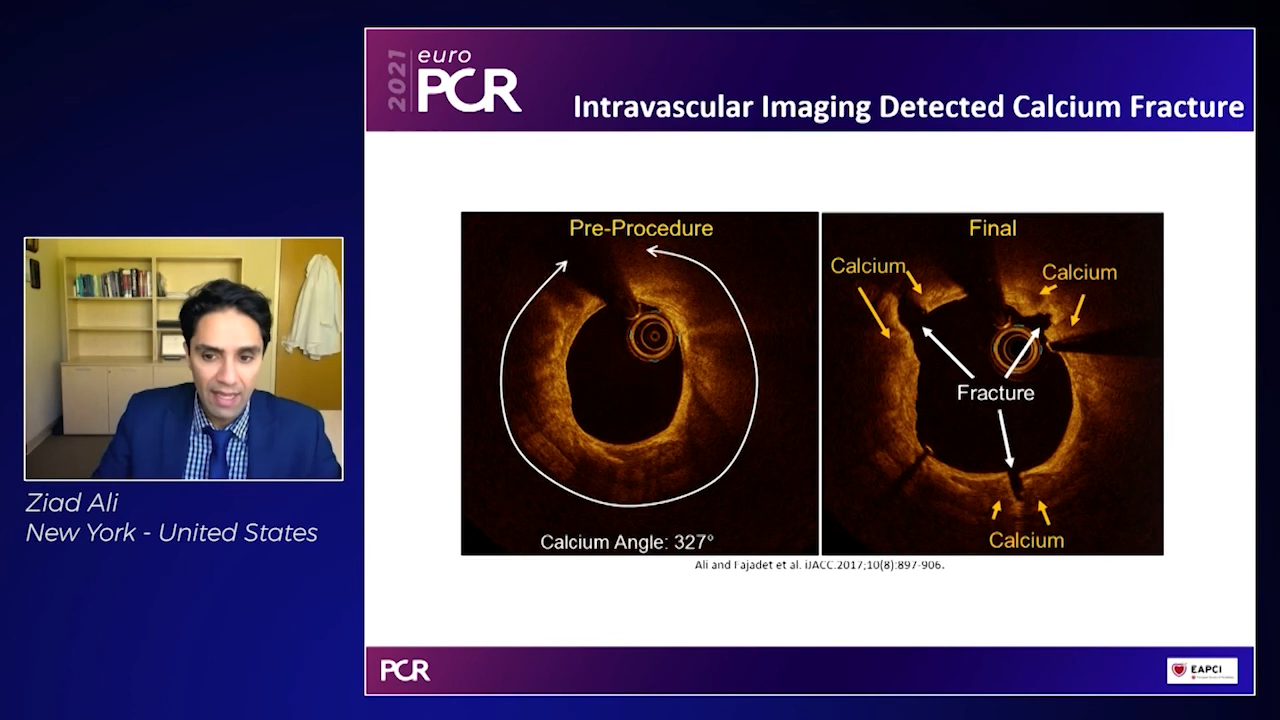 2021
euro
PCR
Intravascular Imaging Detected Calcium Fracture
Pre-Procedure
Calcium Angle: 327°
Final
Calcium
Calcium
Fracture
Calcium
Ali and Fajadet et al. iJACC.2017;10(8):897-906.
Ziad Ali
New York - United States
PCR
EAPCI